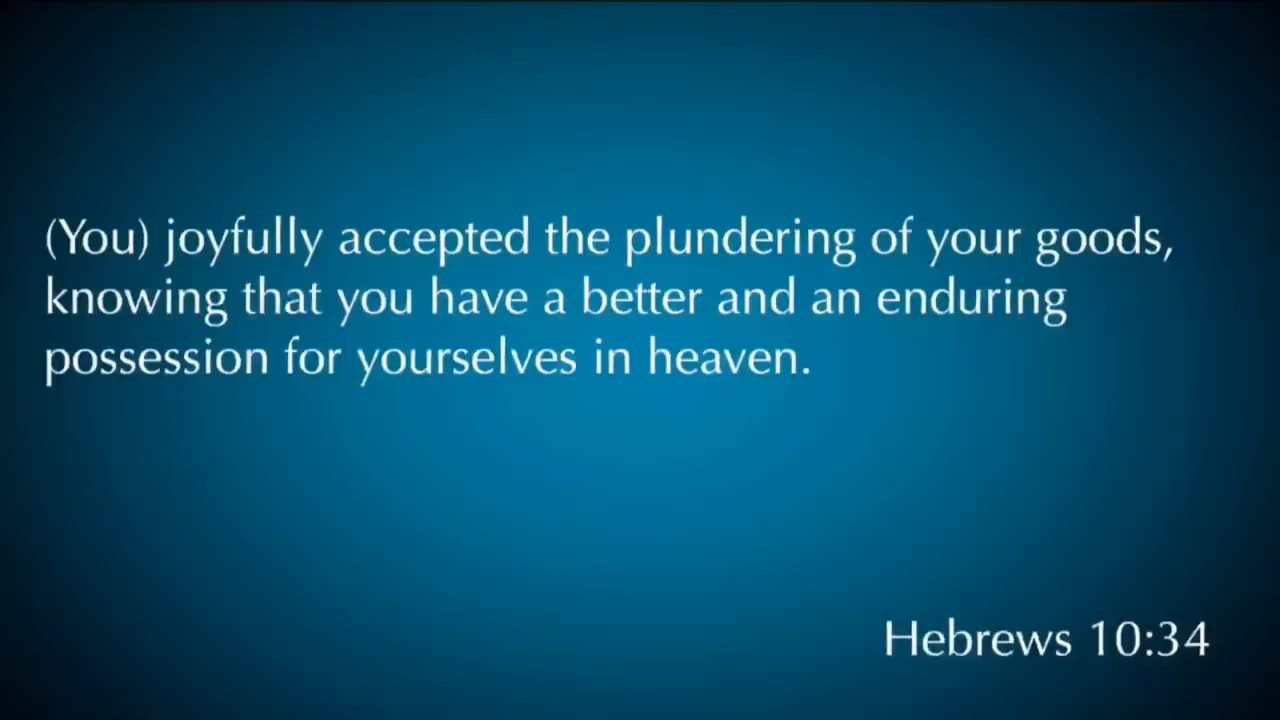 (You) joyfully accepted the plundering of your goods,
knowing that you have a better and an enduring
possession for yourselves in heaven.
Hebrews 10:34